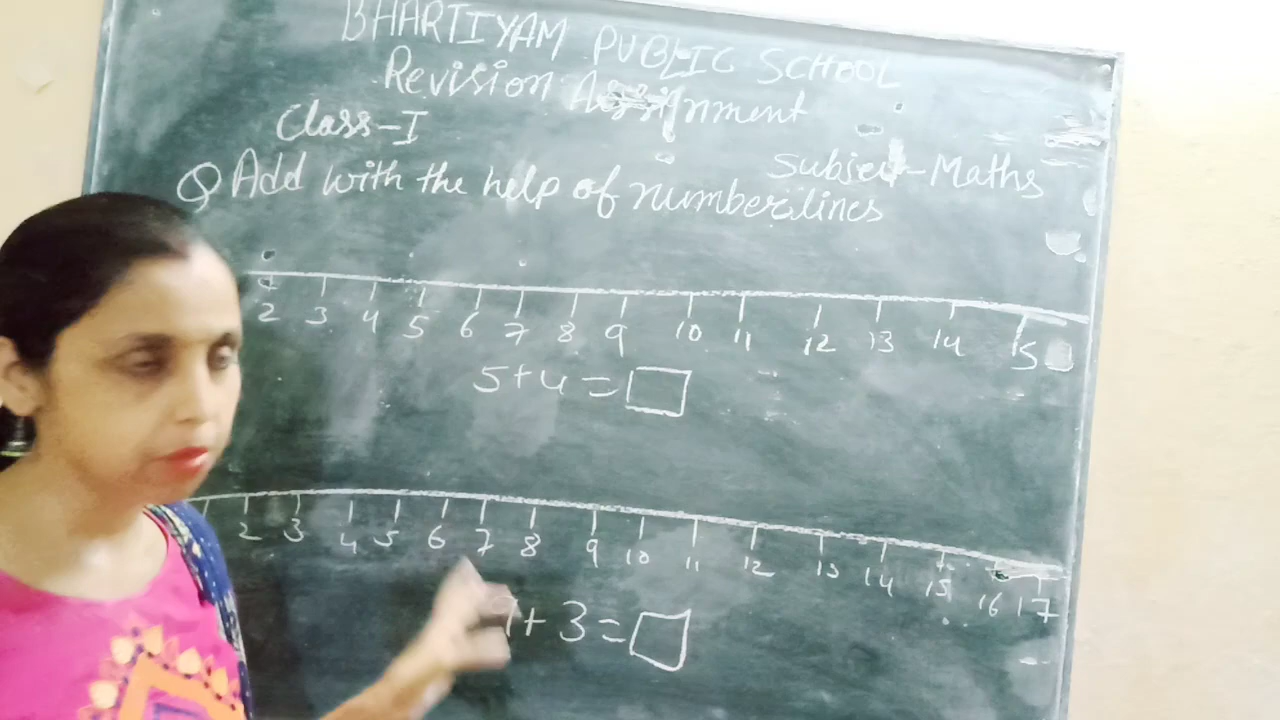 BHARTIYAM PUBLIC SCHOOL
Revision Assignment
Class-I
Subject-Maths
Q Add with the help of number lines
2 3 4 5 6 7 8 9 10 11 12 13 14 15
5+4=
2 3 4 5 6 7 8 9 10 11 12 13 14 15 16 17
+ 3=